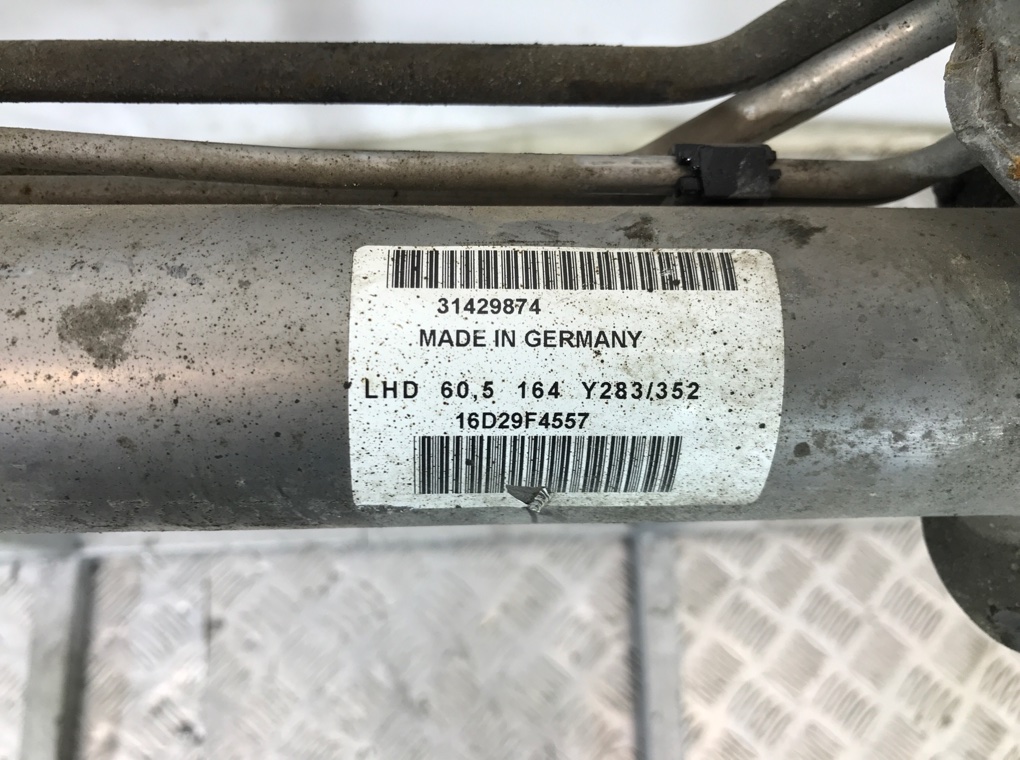 31429874
MADE IN GERMANY
LHD 60,5 164 Y283/352
16D29F4557